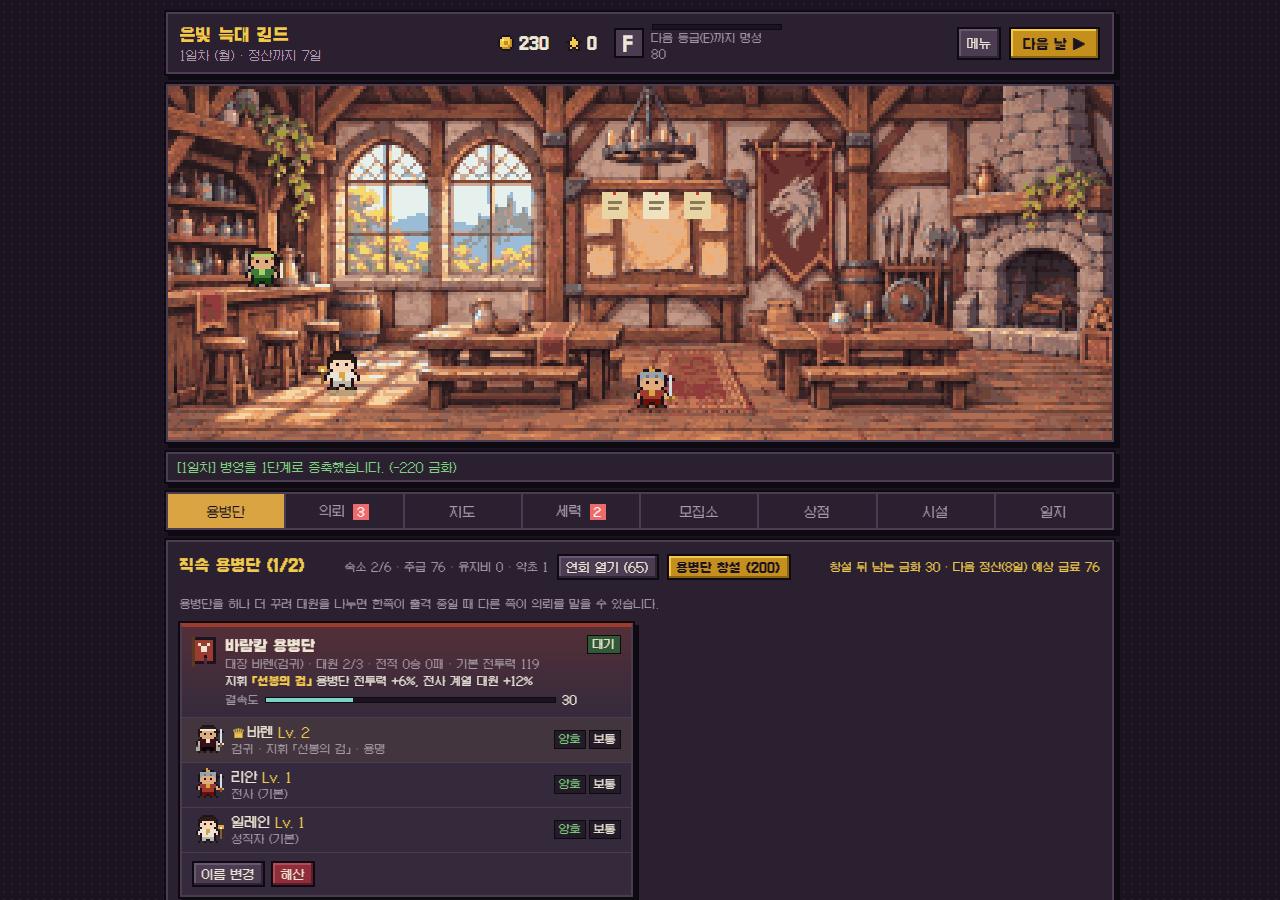 은빛 늑대 길드
1일차 (월) · 정산까지 7일
230
0
F
다음 등급(E)까지 명성
80
메뉴
다음 날 ▶
[1일차] 병영을 1단계로 증축했습니다. (-220 금화)
용병단
의뢰 3
지도
세력 2
모집소
상점
시설
일지
직속 용병단 (1/2)
숙소 2/6 · 주급 76 · 유지비 0 · 약초 1
연회 열기 (65)
용병단 창설 (200)
창설 뒤 남는 금화 30 · 다음 정산(8일) 예상 급료 76
용병단을 하나 더 꾸려 대원을 나누면 한쪽이 출격 중일 때 다른 쪽이 의뢰를 맡을 수 있습니다.
바람칼 용병단
대기
대장 비렌(검귀) · 대원 2/3 · 전적 0승 0패 · 기본 전투력 119
지휘 「선봉의 검」 용병단 전투력 +6%, 전사 계열 대원 +12%
결속도 30
♛바렌 Lv. 2
양호 보통
검귀 · 지휘 「선봉의 검」 · 용맹
리안 Lv. 1
양호 보통
전사 (기본)
일레인 Lv. 1
양호 보통
성직자 (기본)
이름 변경
해산